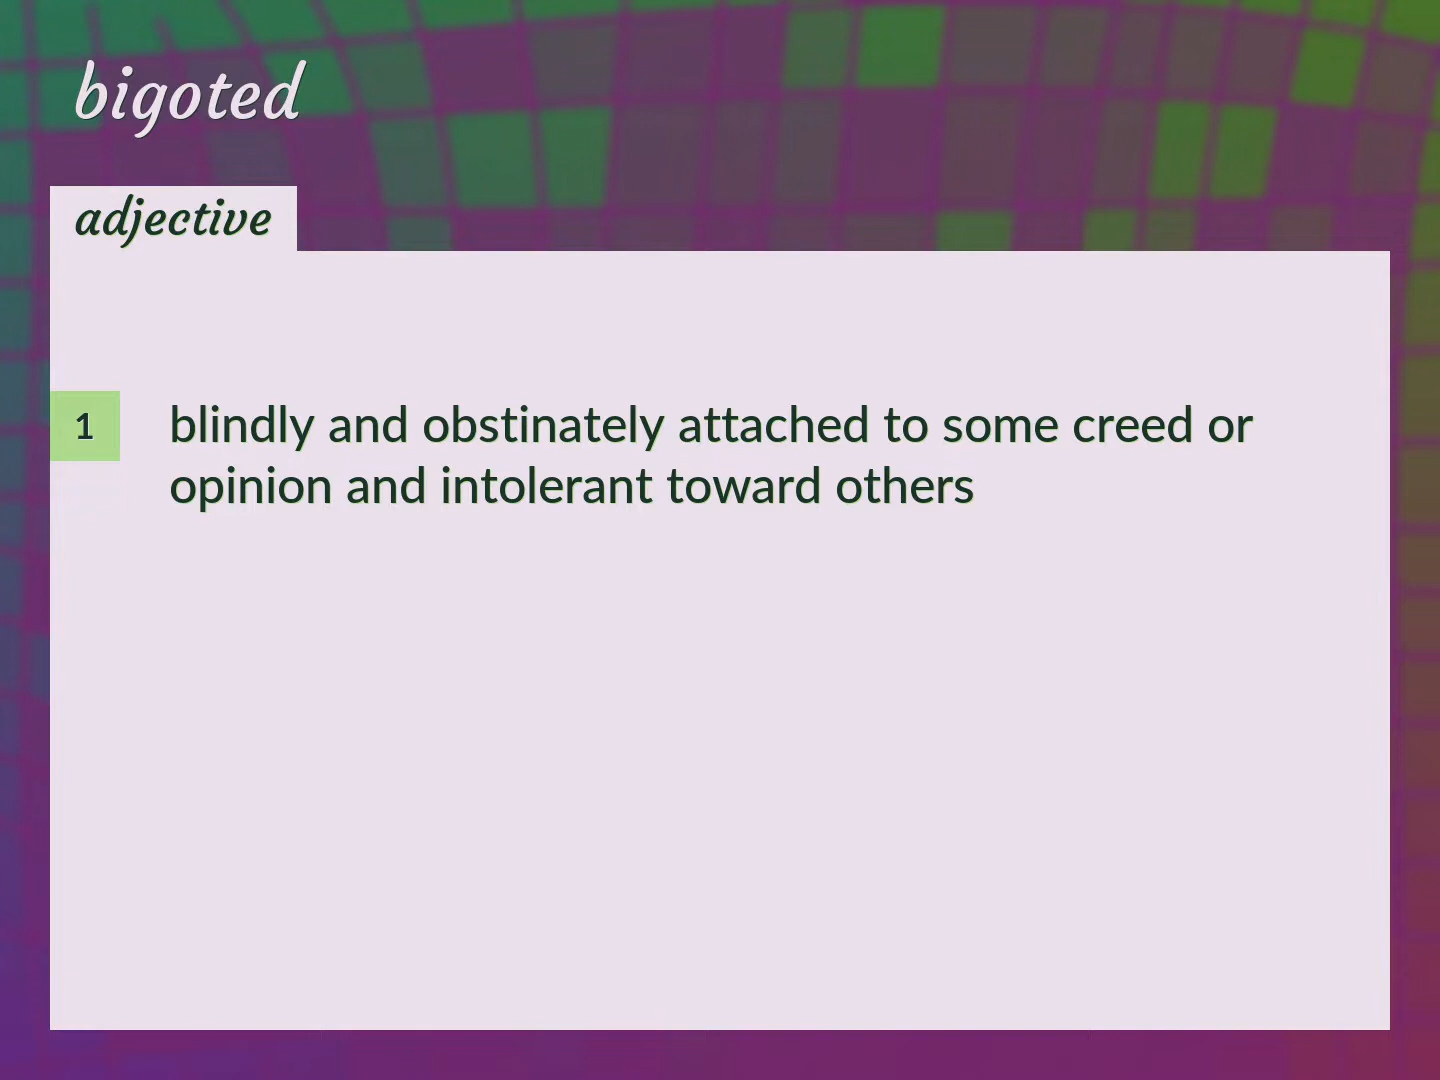 bigoted
adjective
1
blindly and obstinately attached to some creed or
opinion and intolerant toward others